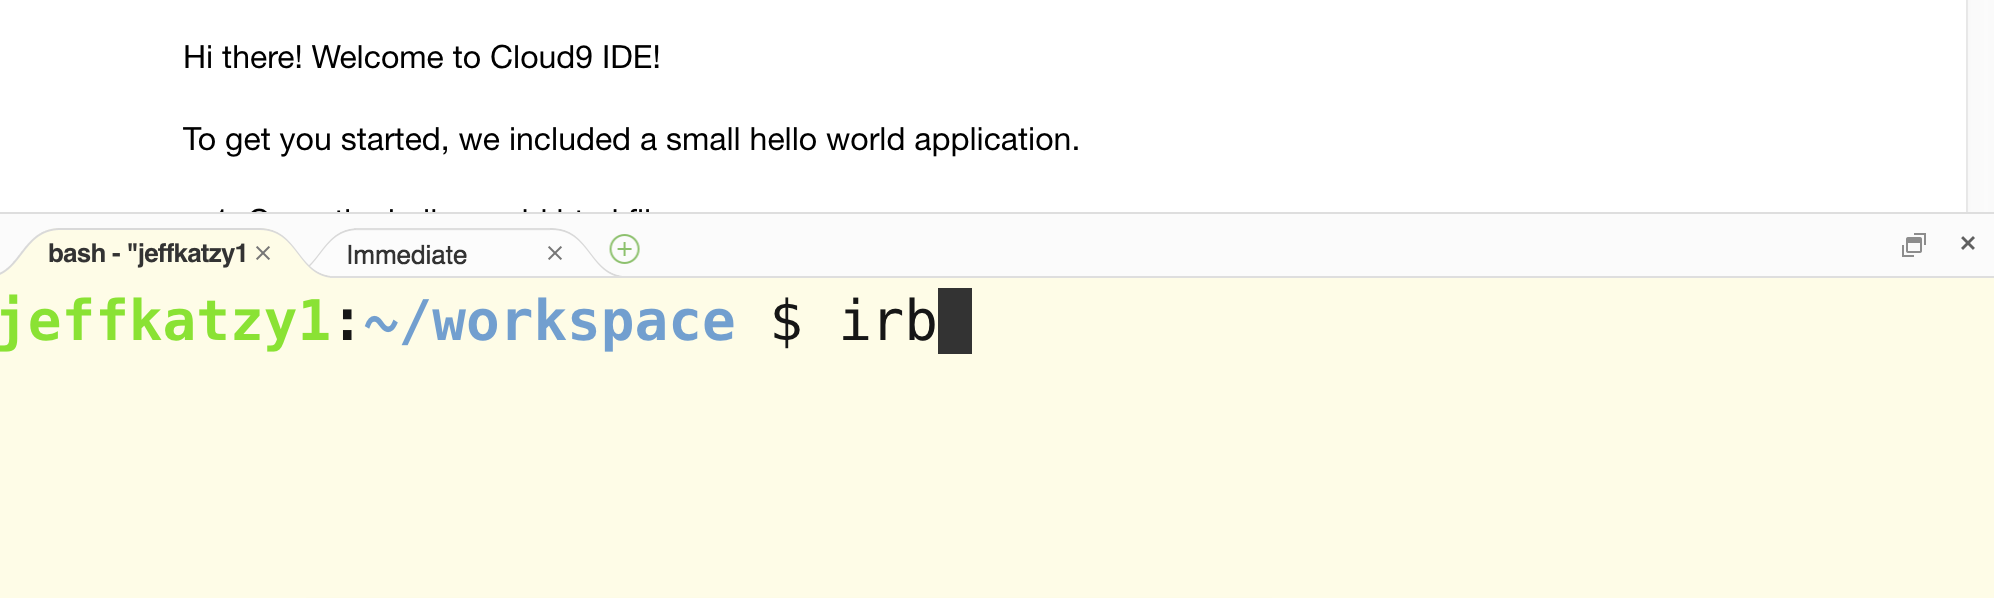 Hi there! Welcome to Cloud9 IDE!
To get you started, we included a small hello world application.
bash - "jeffkatzy1
Immediate
jeffkatzy1:~/workspace $ irb